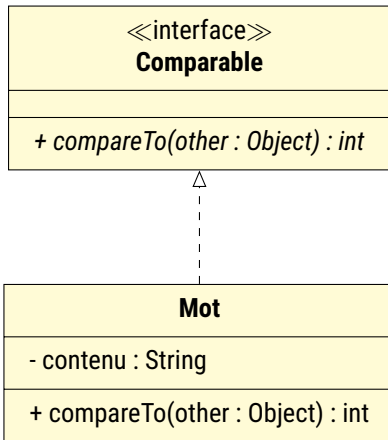 ≪interface≫
Comparable
+ compareTo(other : Object) : int
Mot
- contenu : String
+ compareTo(other : Object) : int